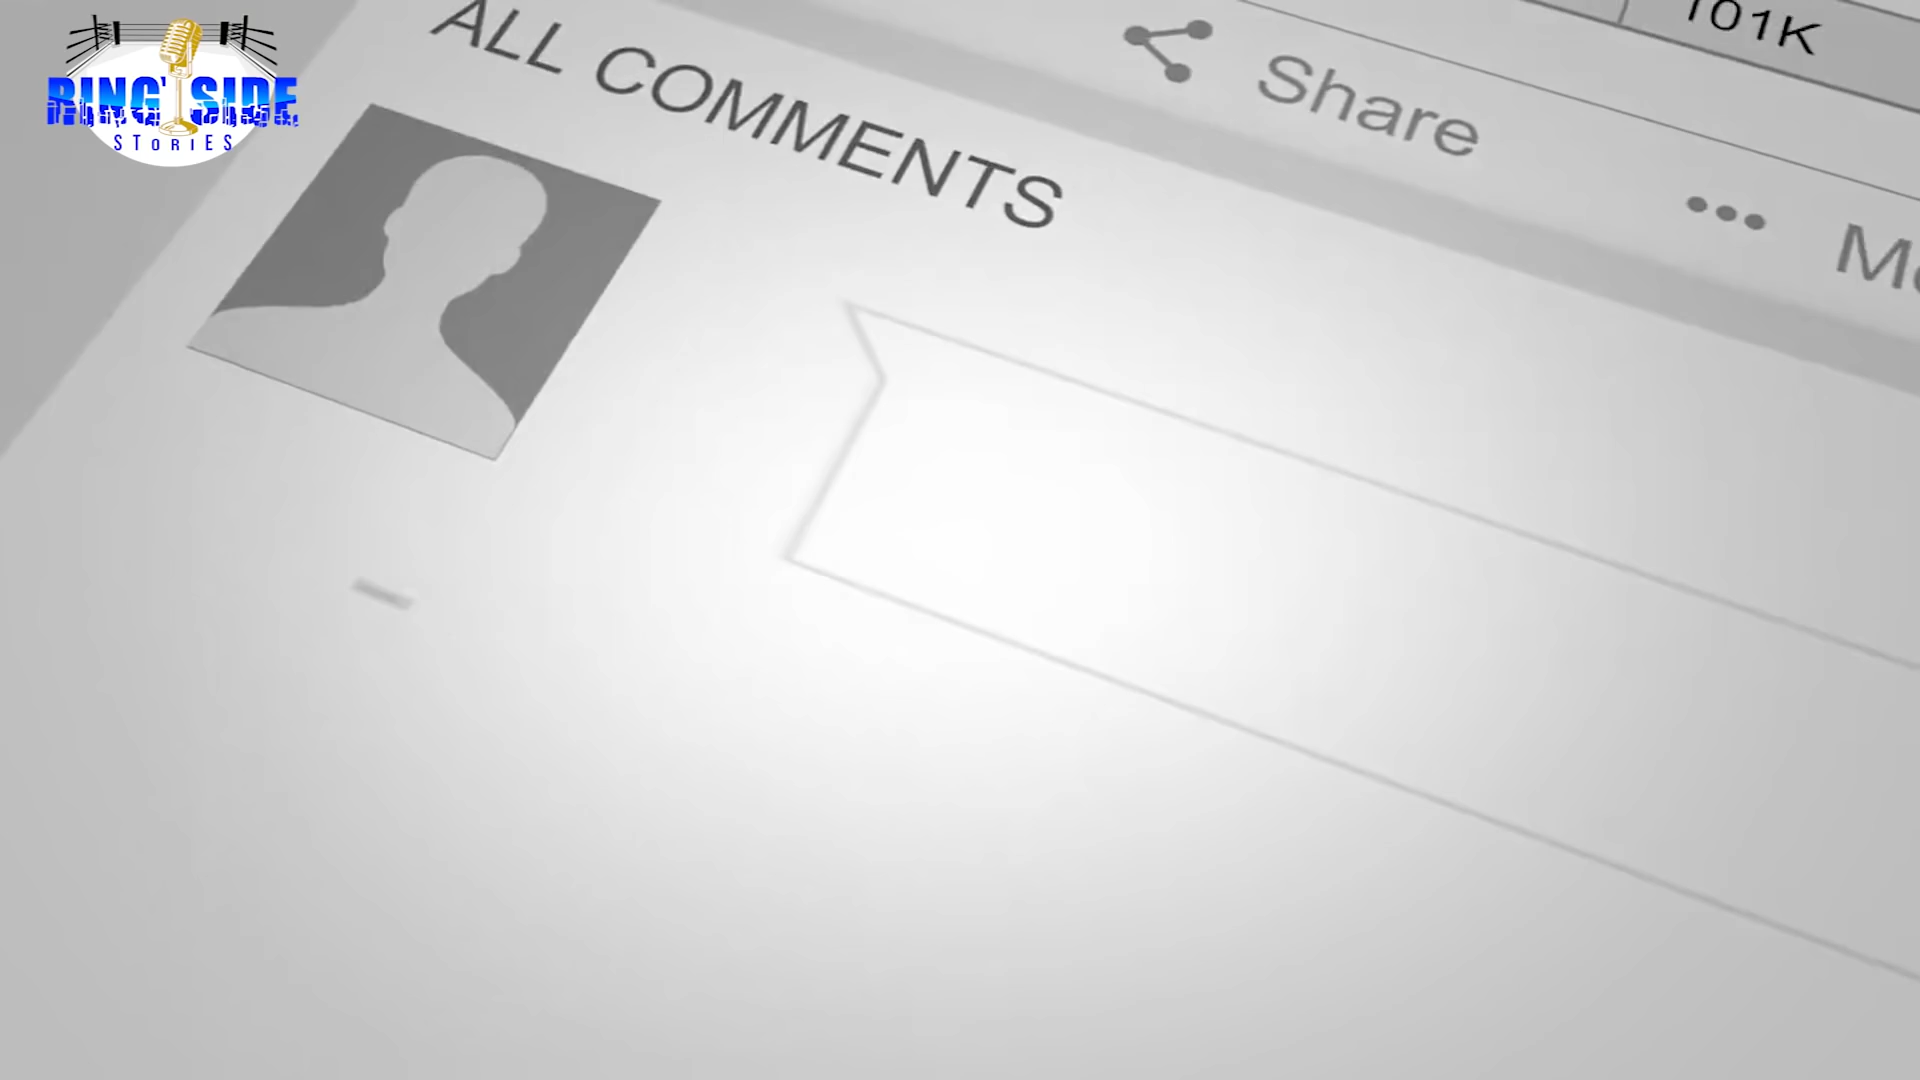 RING SIDE
STORIES
101K
Share
ALL COMMENTS